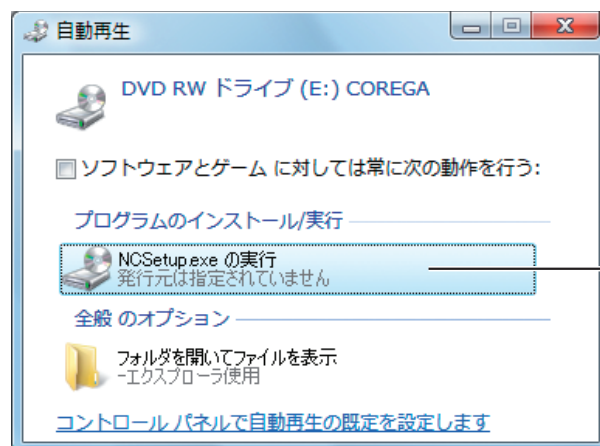 自動再生
DVD RW ドライブ (E:) COREGA
ソフトウェアとゲーム に対しては常に次の動作を行う:
プログラムのインストール/実行
NCSetup.exe の実行
発行元は指定されていません
全般 のオプション
フォルダを開いてファイルを表示
-エクスプローラ使用
コントロール パネルで自動再生の既定を設定します